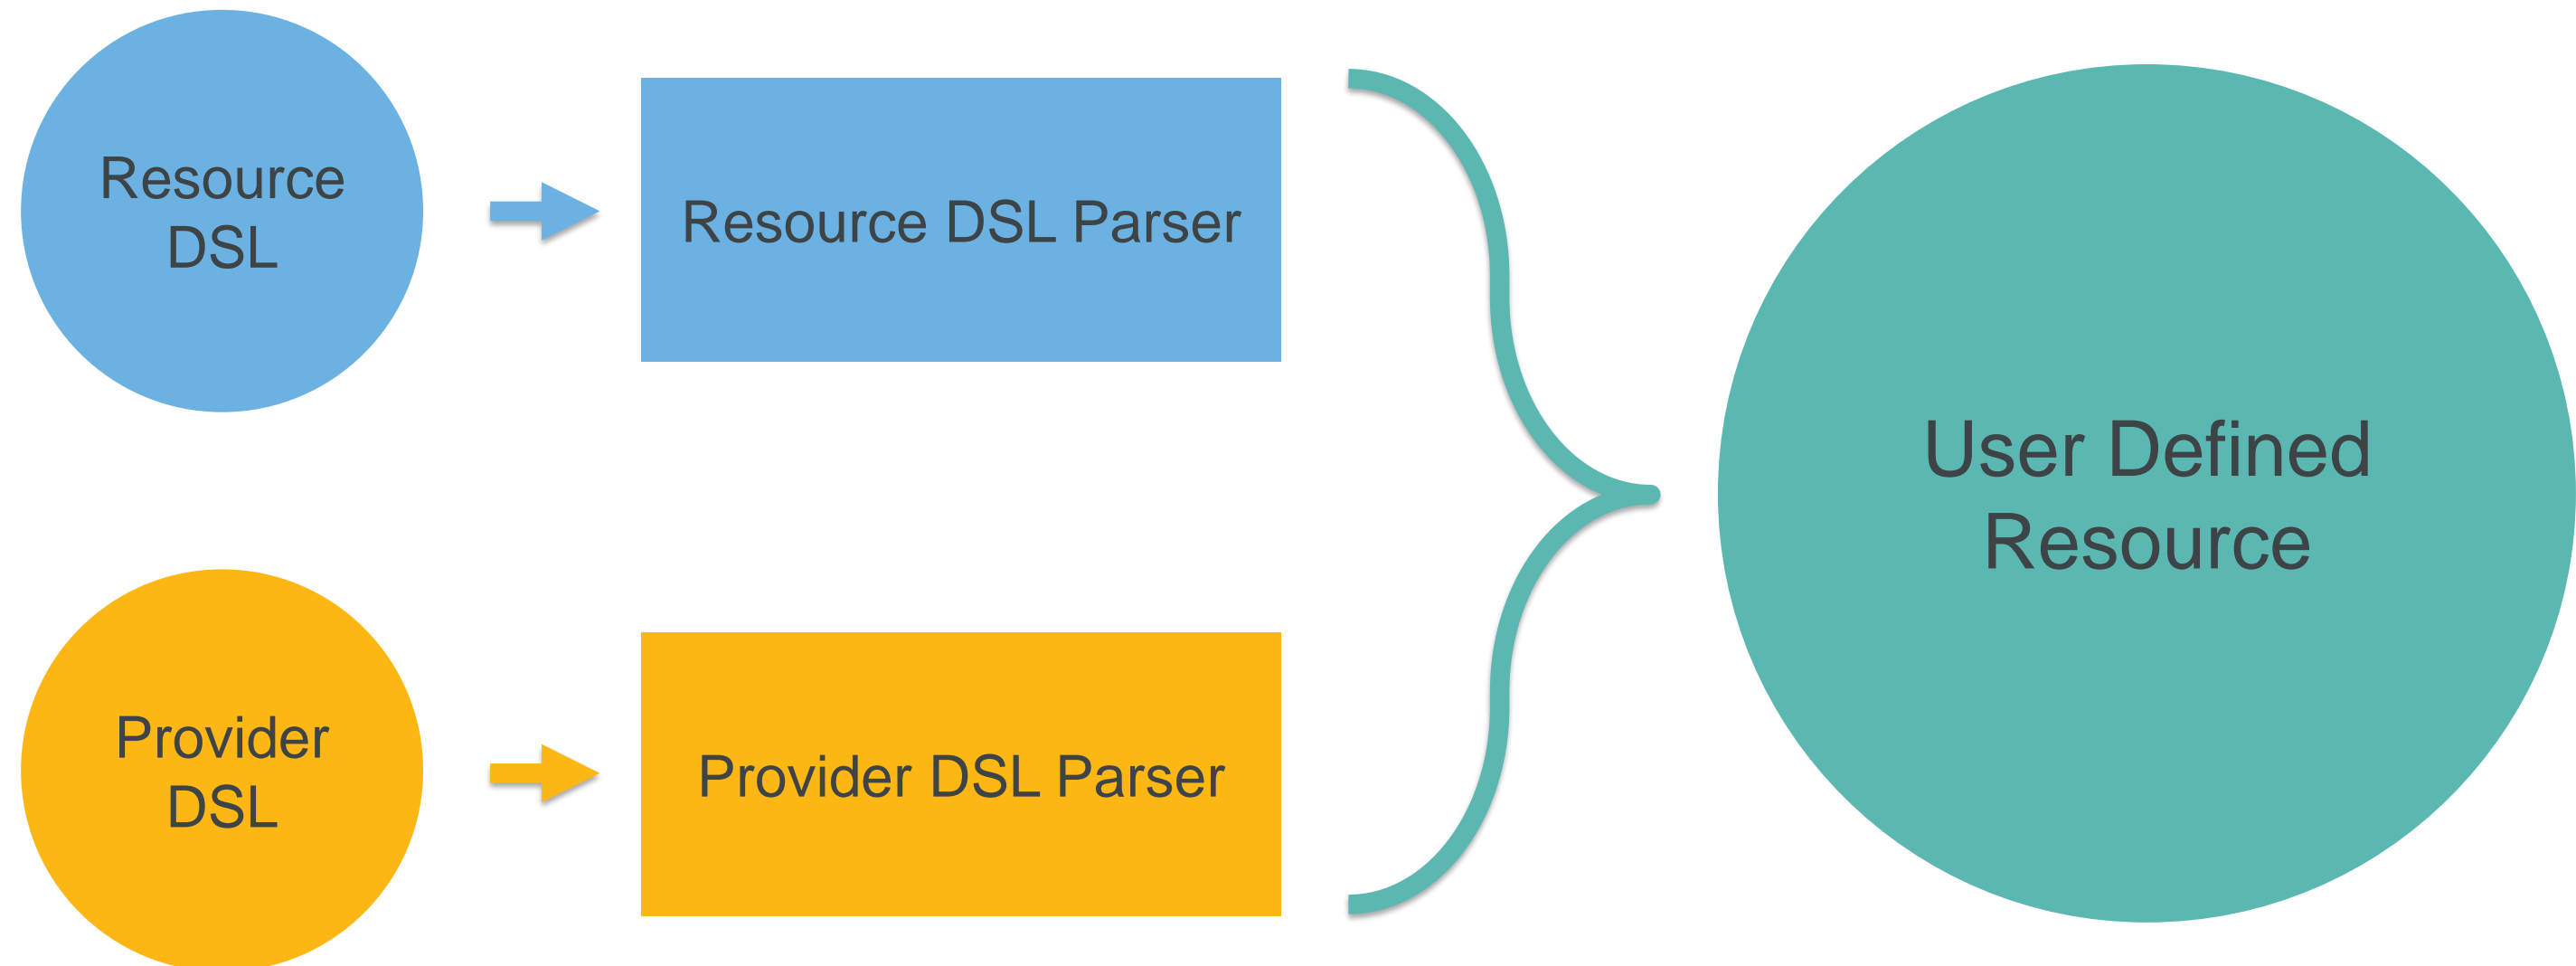 Resource
DSL
Resource DSL Parser
Provider
DSL
Provider DSL Parser
User Defined
Resource